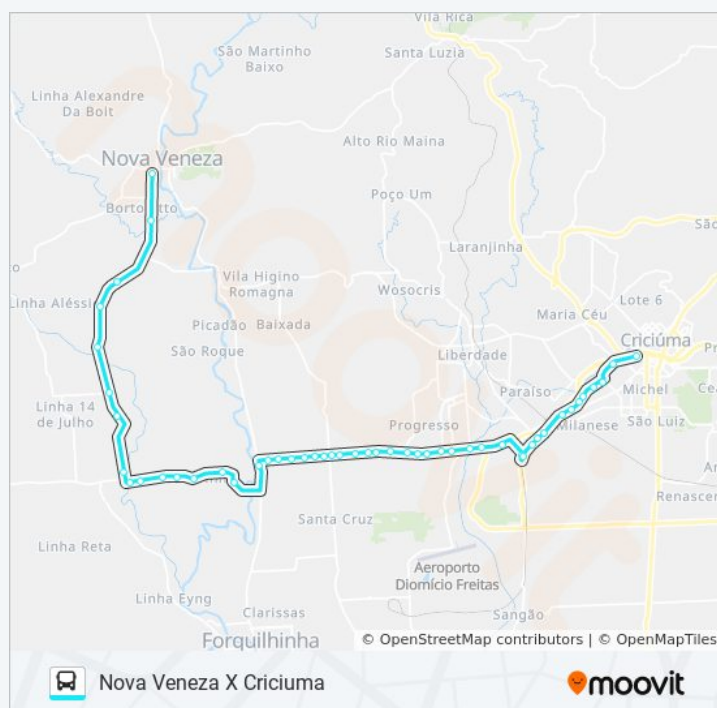 Vila Rica
São Martinho
Baixo
Santa Luzia
Linha Alexandre
Da Boit
Alto Rio Maina
Nova Veneza
Poço Um
Laranjinha
Vila Higino
Romagna
Wosocris
Lote 6
Linha Aléssi
Maria Céu
Picadão
Baixada
Criciúma
São Roque
Liberdade
Paraíso
Michel
Linha 14
de Julho
Progresso
Milanese
São Luiz
Renascen
Santa Cruz
Linha Reta
Aeroporto
Diomício Freitas
Linha Eyng
Clarissas
Sangão
Forquilhinha
© OpenStreetMap contributors | © OpenMapTiles
Nova Veneza X Criciuma
moovit